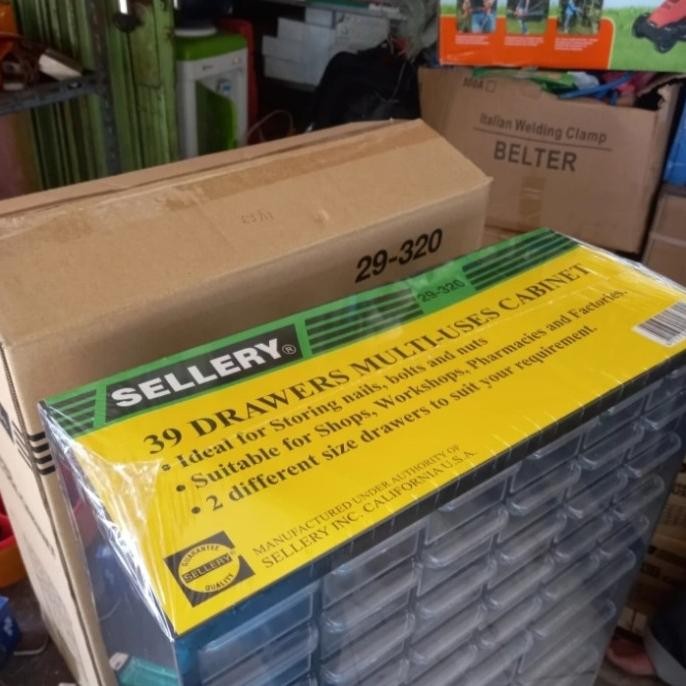 Italian Welding Clamp
BELTER
29-320
29-320
SELLERY®
39 DRAWERS MULTI-USES CABINET
• Ideal for Storing nails, bolts and nuts
• Suitable for Shops, Workshops, Pharmacies and Factories.
• 2 different size drawers to suit your requirement.
MANUFACTURED UNDER AUTHORITY OF
SELLERY INC. CALIFORNIA U.S.A.
GUARANTEE
SELLERY®
QUALITY